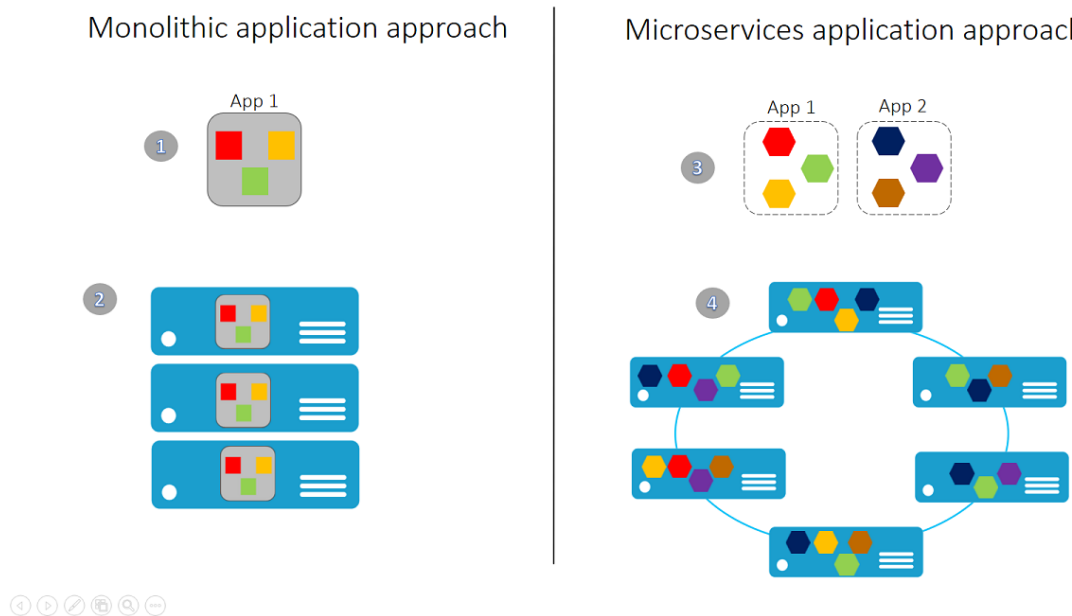 Monolithic application approach
Microservices application approach
App 1
1
2
App 1
App 2
3
4